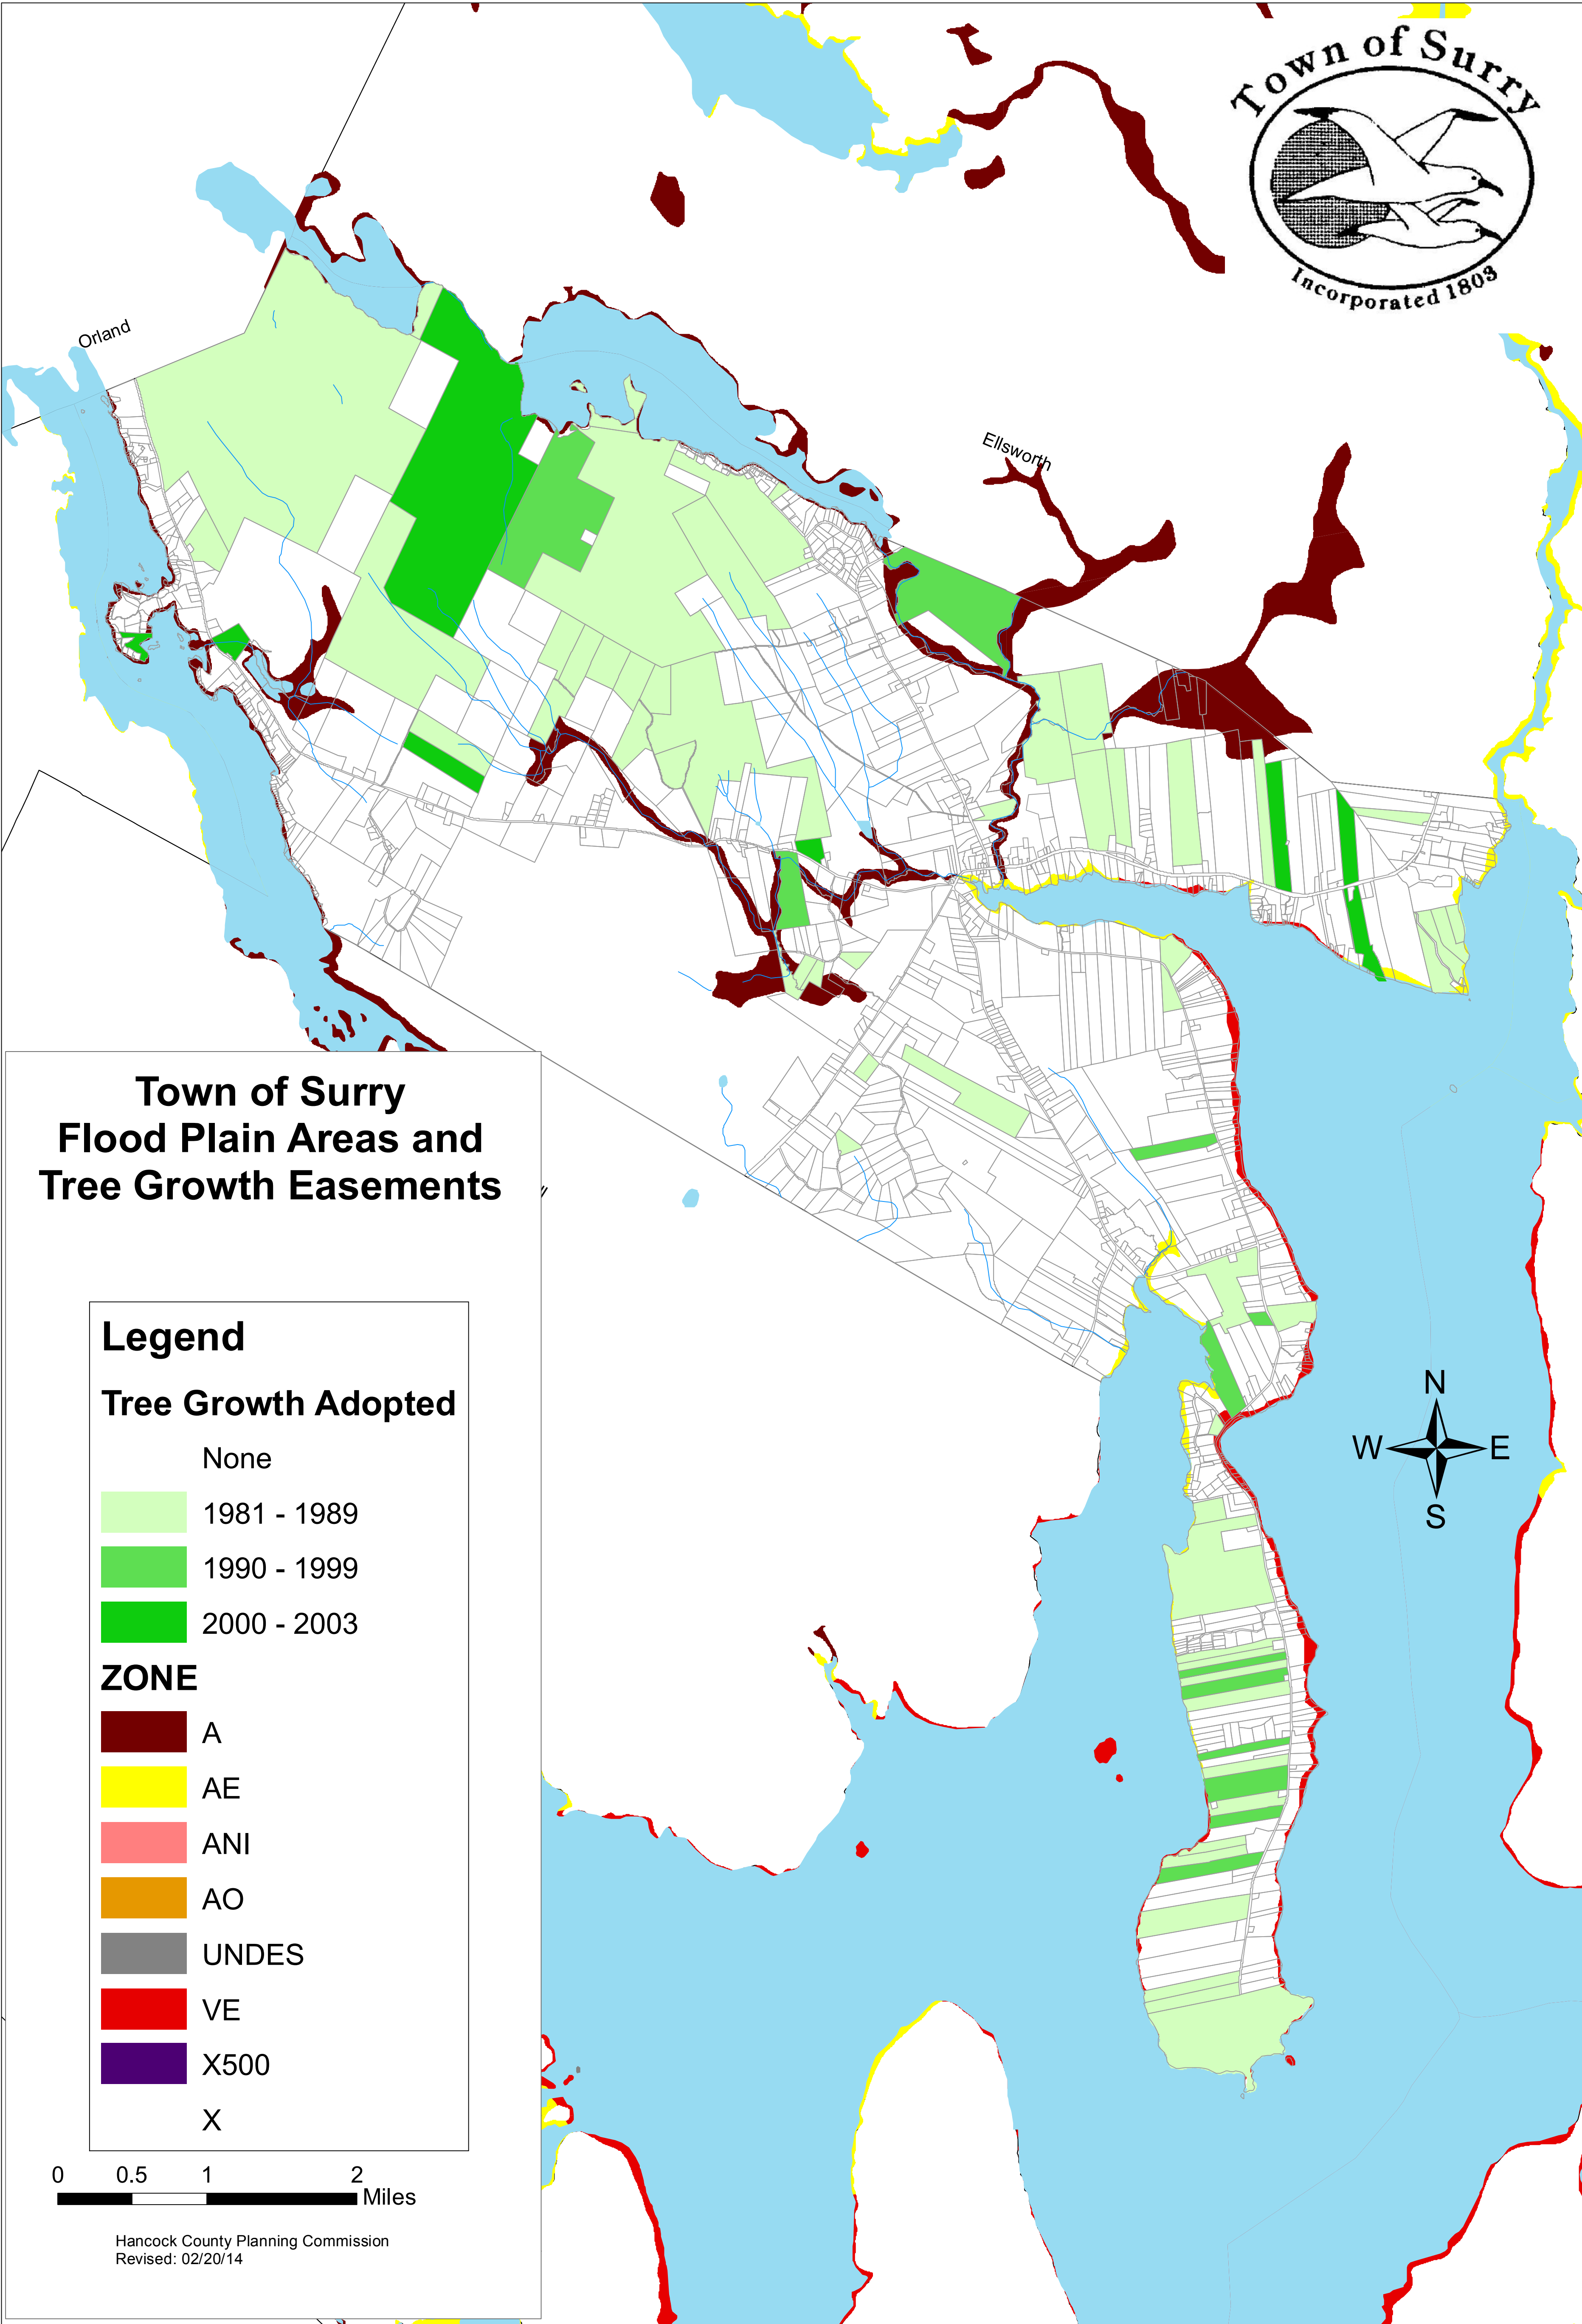 Town of Surry
Incorporated 1803
Orland
Ellsworth
Town of Surry
Flood Plain Areas and
Tree Growth Easements
Legend
Tree Growth Adopted
None
1981 - 1989
1990 - 1999
2000 - 2003
ZONE
A
AE
ANI
AO
UNDES
VE
X500
X
0 0.5 1 2
Miles
Hancock County Planning Commission
Revised: 02/20/14
N
W E
S